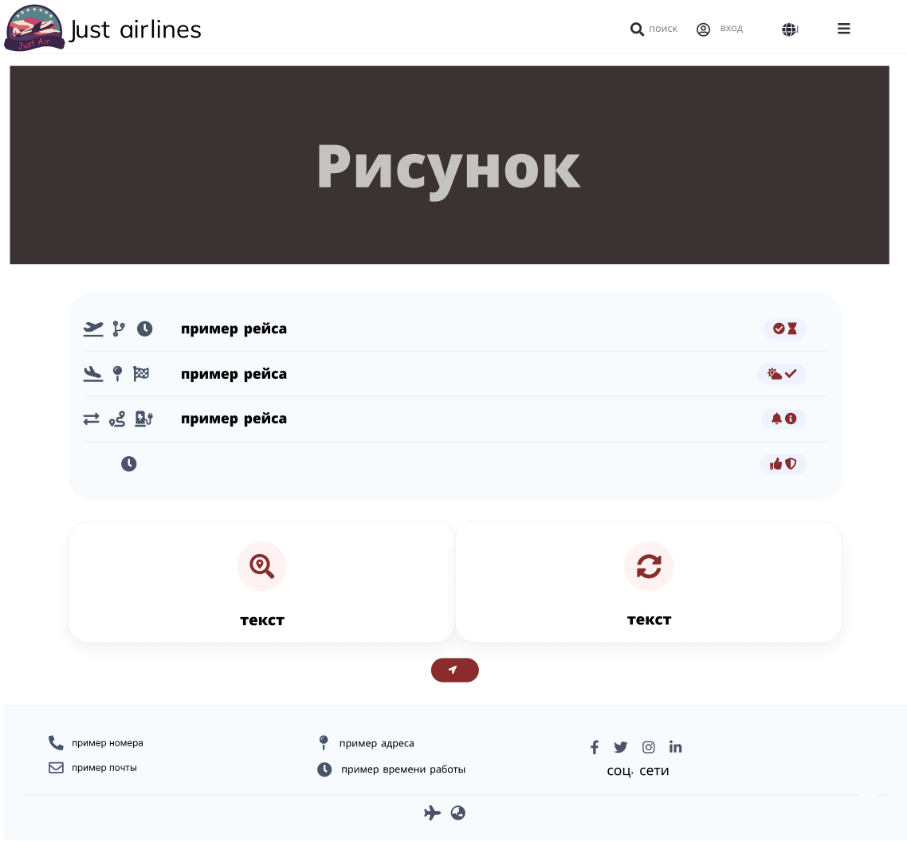 Just Air
Just airlines
поиск
вход
Рисунок
пример рейса
пример рейса
пример рейса
текст
текст
пример номера
пример адреса
пример почты
пример времени работы
соц. сети